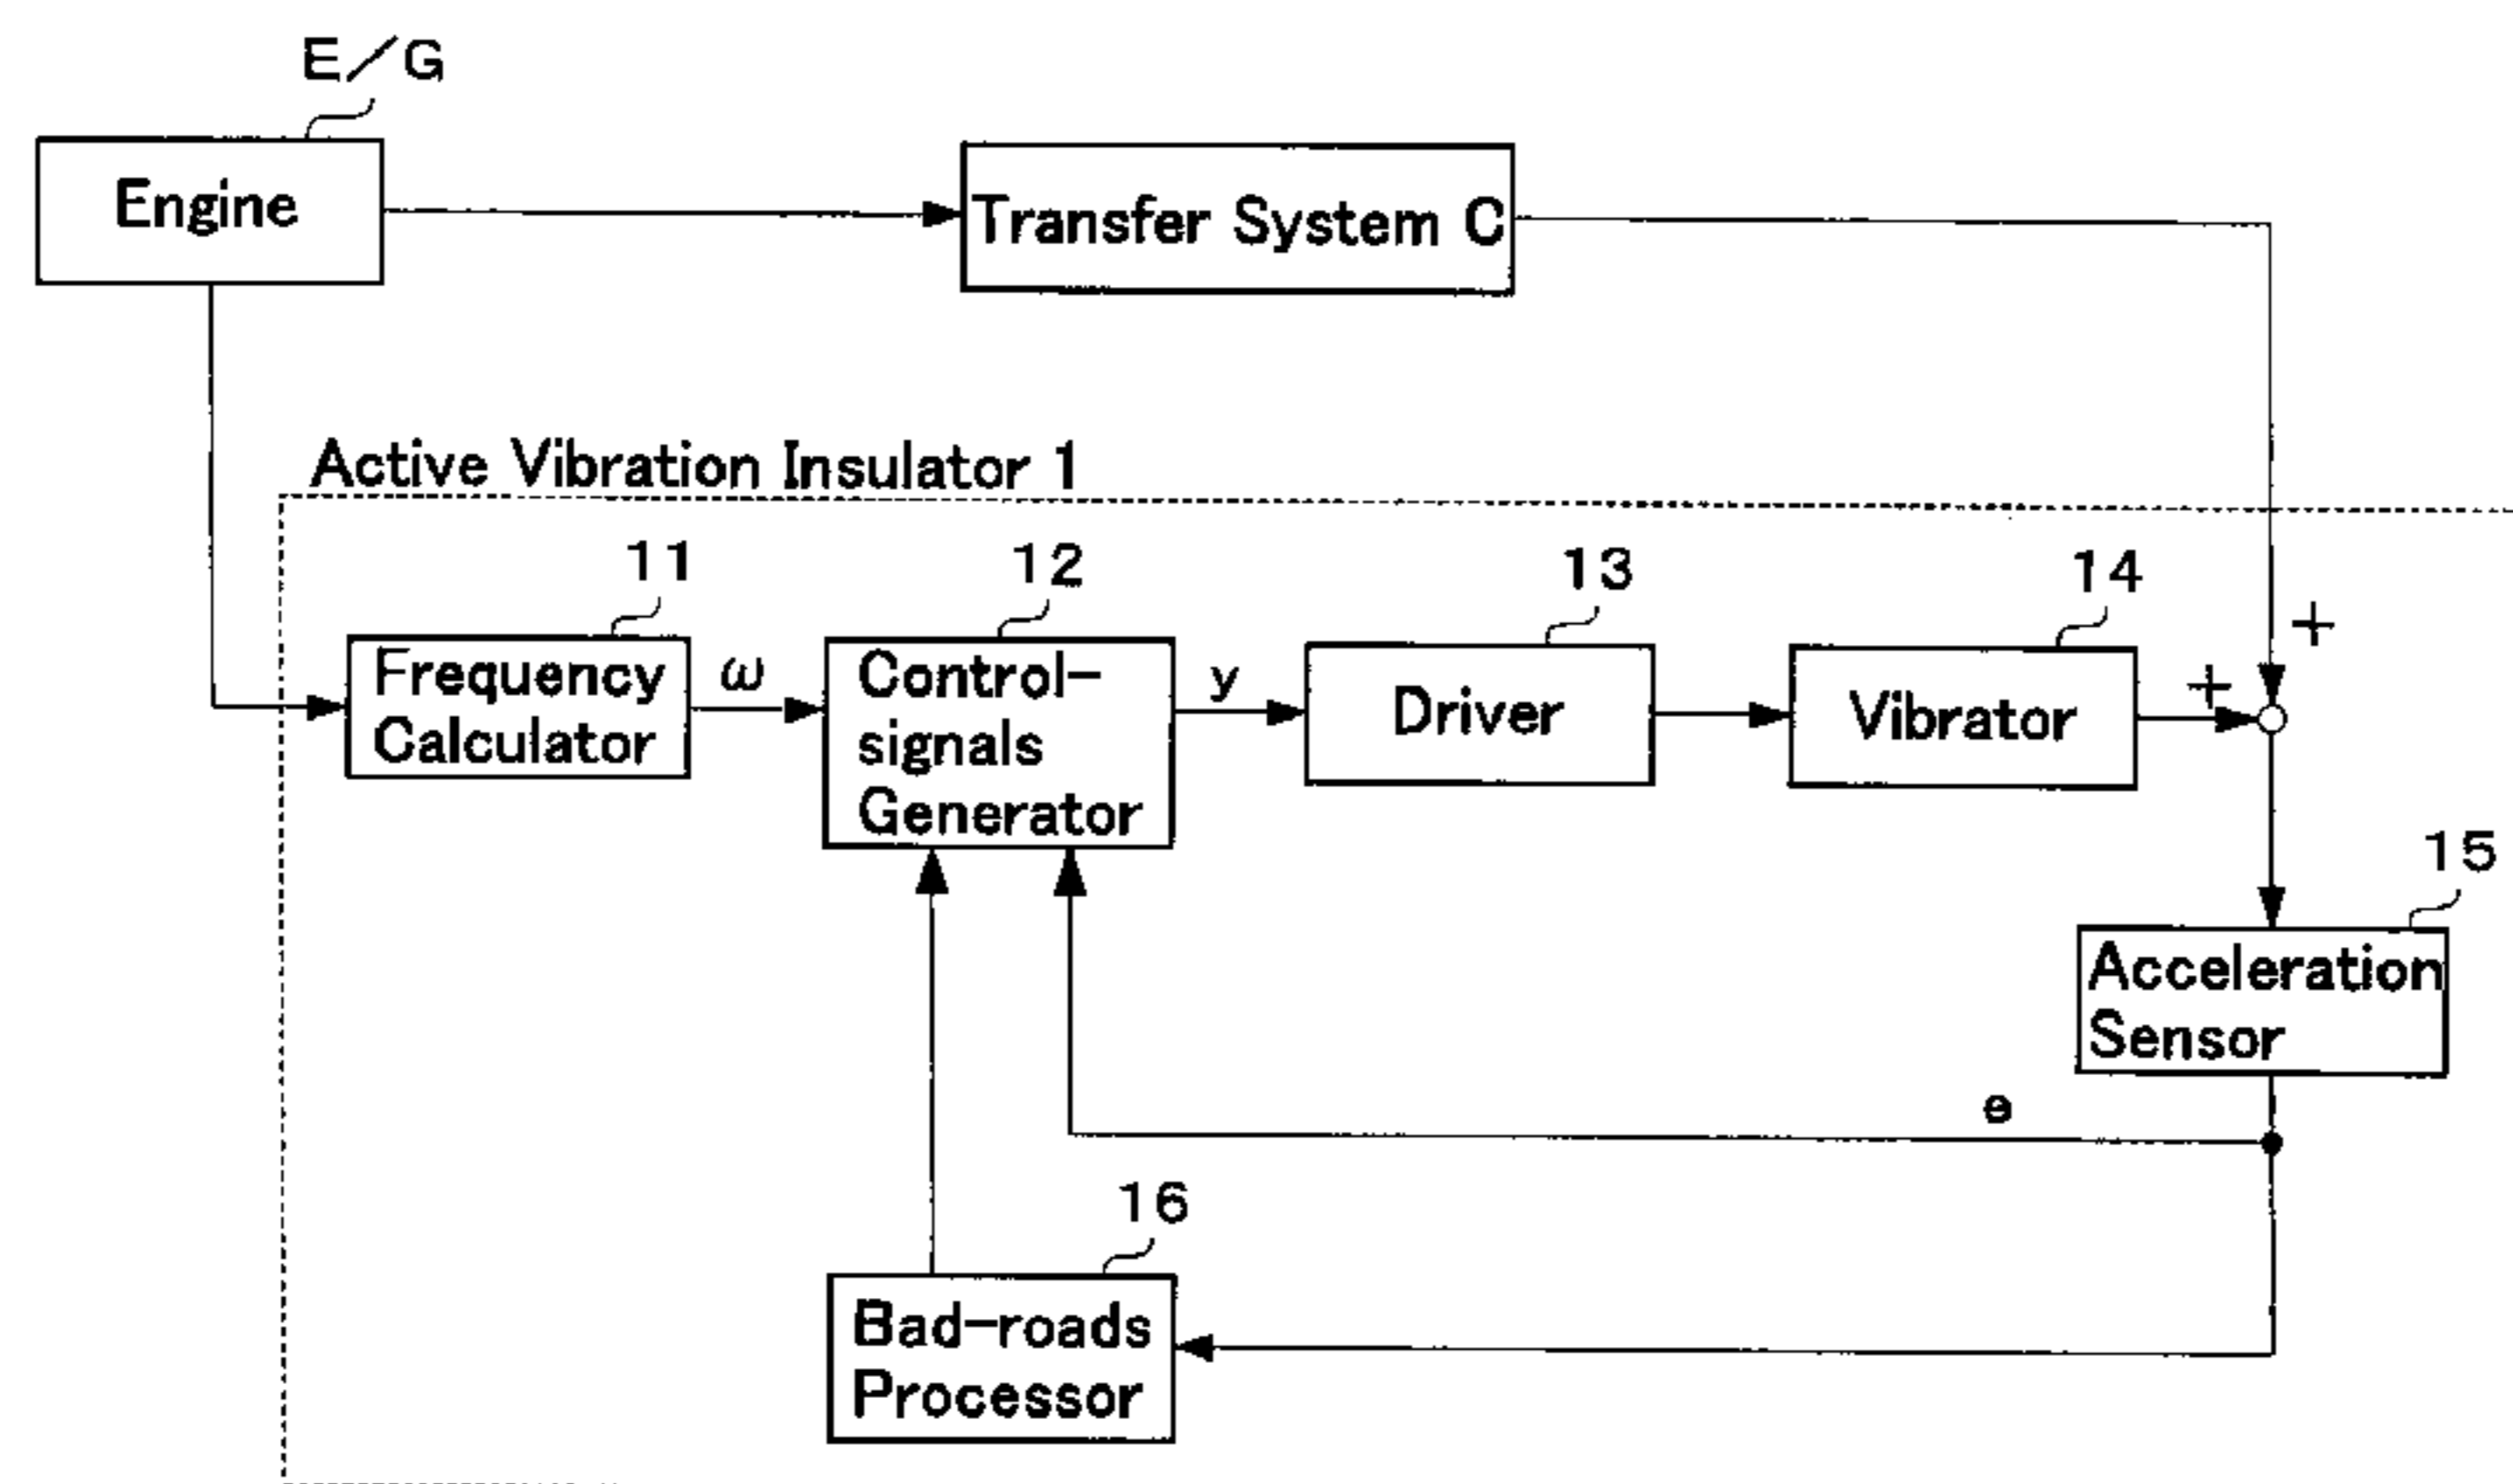 E/G
Engine
Transfer System C
Active Vibration Insulator 1
11
12
13
14
+
Frequency
Calculator
ω
Control-
signals
Generator
y
Driver
Vibrator
+
15
Acceleration
Sensor
e
16
Bad-roads
Processor